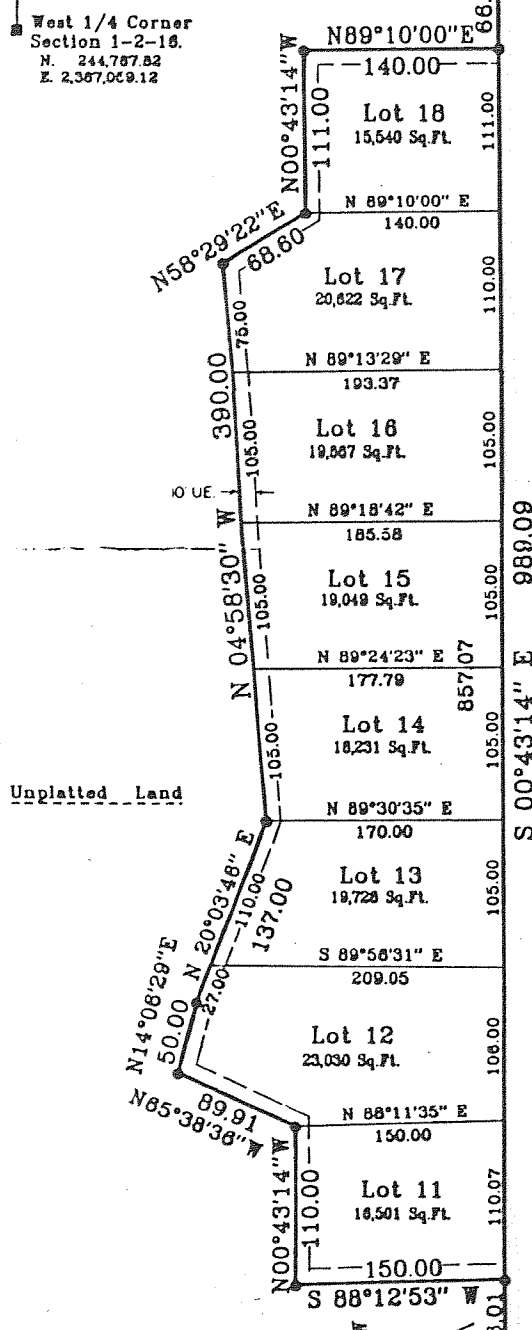 West 1/4 Corner
Section 1-2-16.
N. 244,787.82
E. 2,387,069.12
68.
N89°10'00"E
140.00
N00°43'14"W
111.00
Lot 18
15,540 Sq.Ft.
111.00
N 89°10'00" E
140.00
N58°29'22"E
68.60
Lot 17
20,622 Sq.Ft.
110.00
75.00
N 89°13'29" E
193.37
390.00
Lot 16
19,867 Sq.Ft.
105.00
105.00
10' UE.
N 89°18'42" E
185.58
989.09
N 04°58'30" W
Lot 15
19,049 Sq.Ft.
105.00
105.00
N 89°24'23" E
177.79
857.07
S 00°43'14" E
Lot 14
18,231 Sq.Ft.
105.00
105.00
Unplatted Land
N 89°30'35" E
170.00
N 20°03'48" E
110.00
137.00
Lot 13
19,728 Sq.Ft.
105.00
S 89°56'31" E
209.05
27.00
N14°08'29"E
50.00
Lot 12
23,030 Sq.Ft.
106.00
89.91
N65°38'36"W
N 88°11'35" E
150.00
N00°43'14"W
110.00
Lot 11
16,501 Sq.Ft.
110.07
150.00
S 88°12'53" W
8.01
W